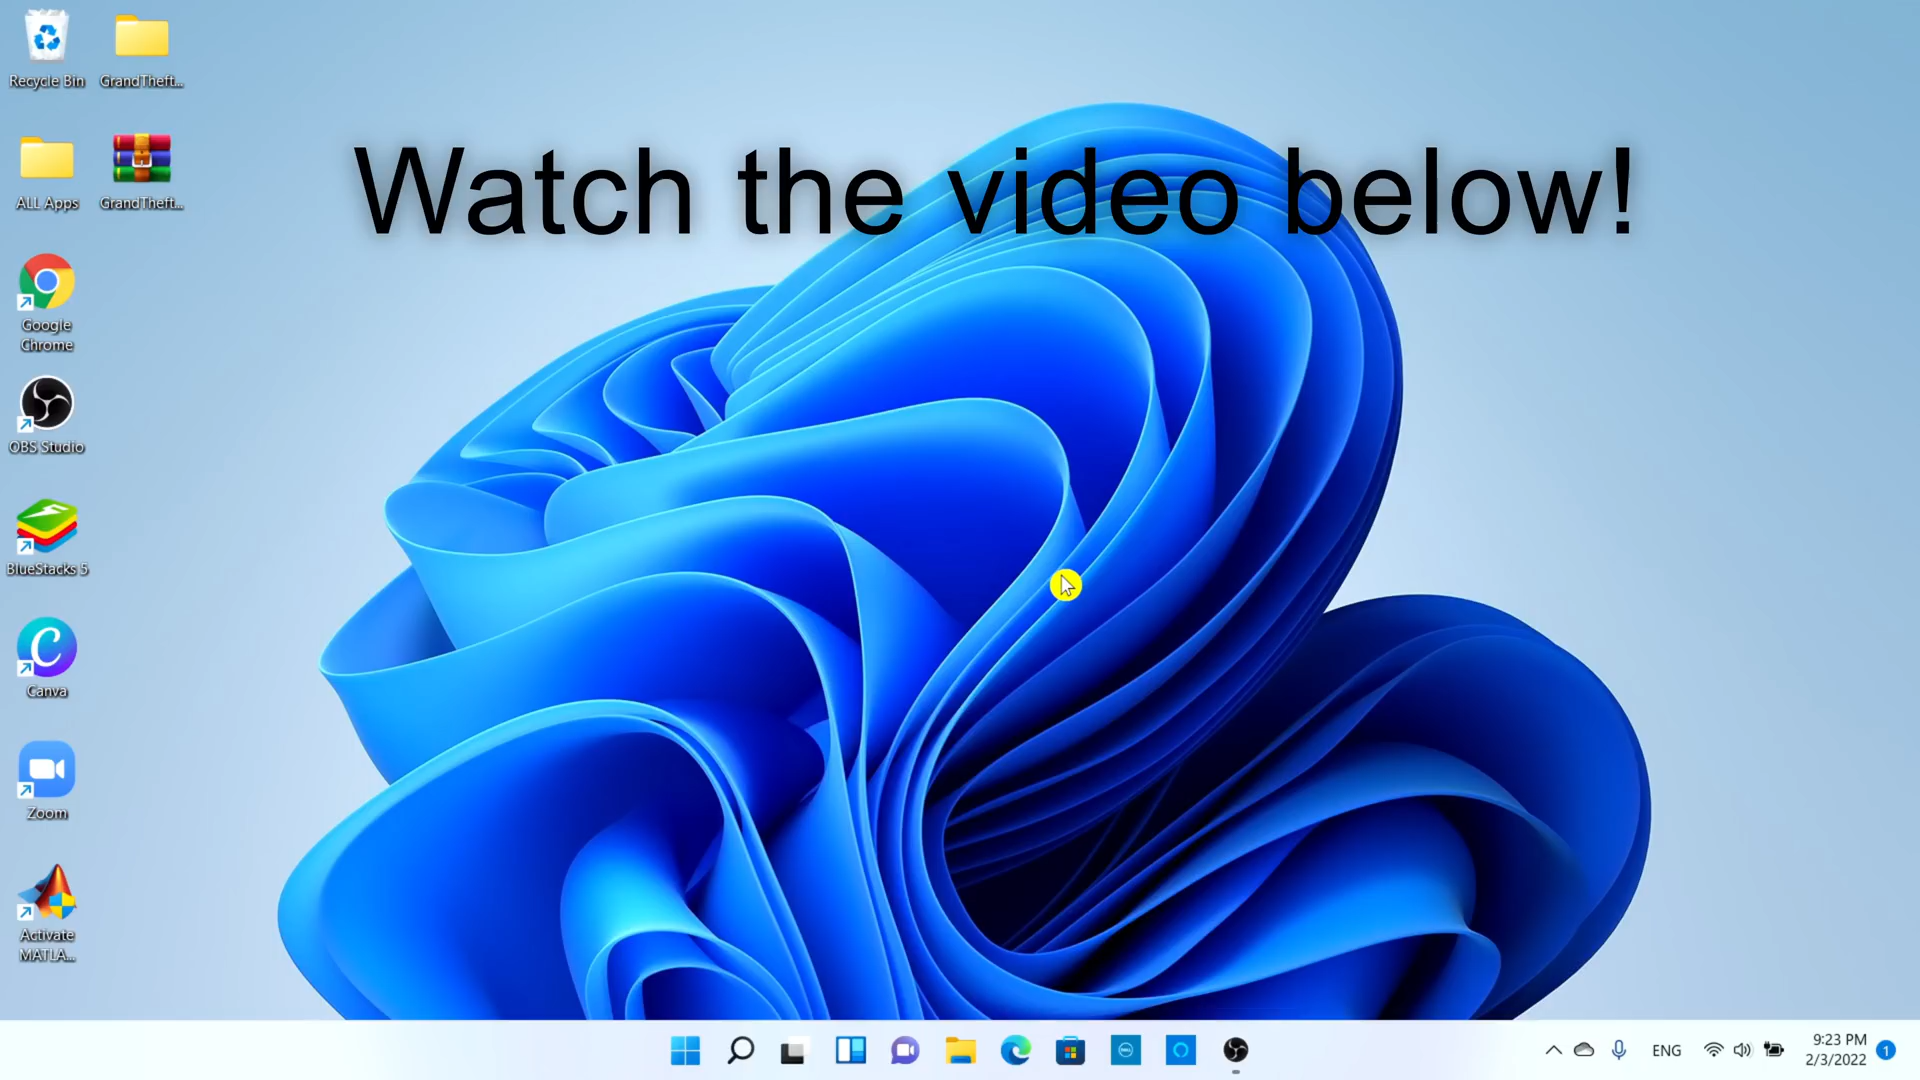 Recycle Bin
GrandTheft...
ALL Apps
GrandTheft...
Watch the video below!
Google
Chrome
OBS Studio
BlueStacks 5
Canva
Zoom
Activate
MATLA...
ENG
9:23 PM
2/3/2022
1